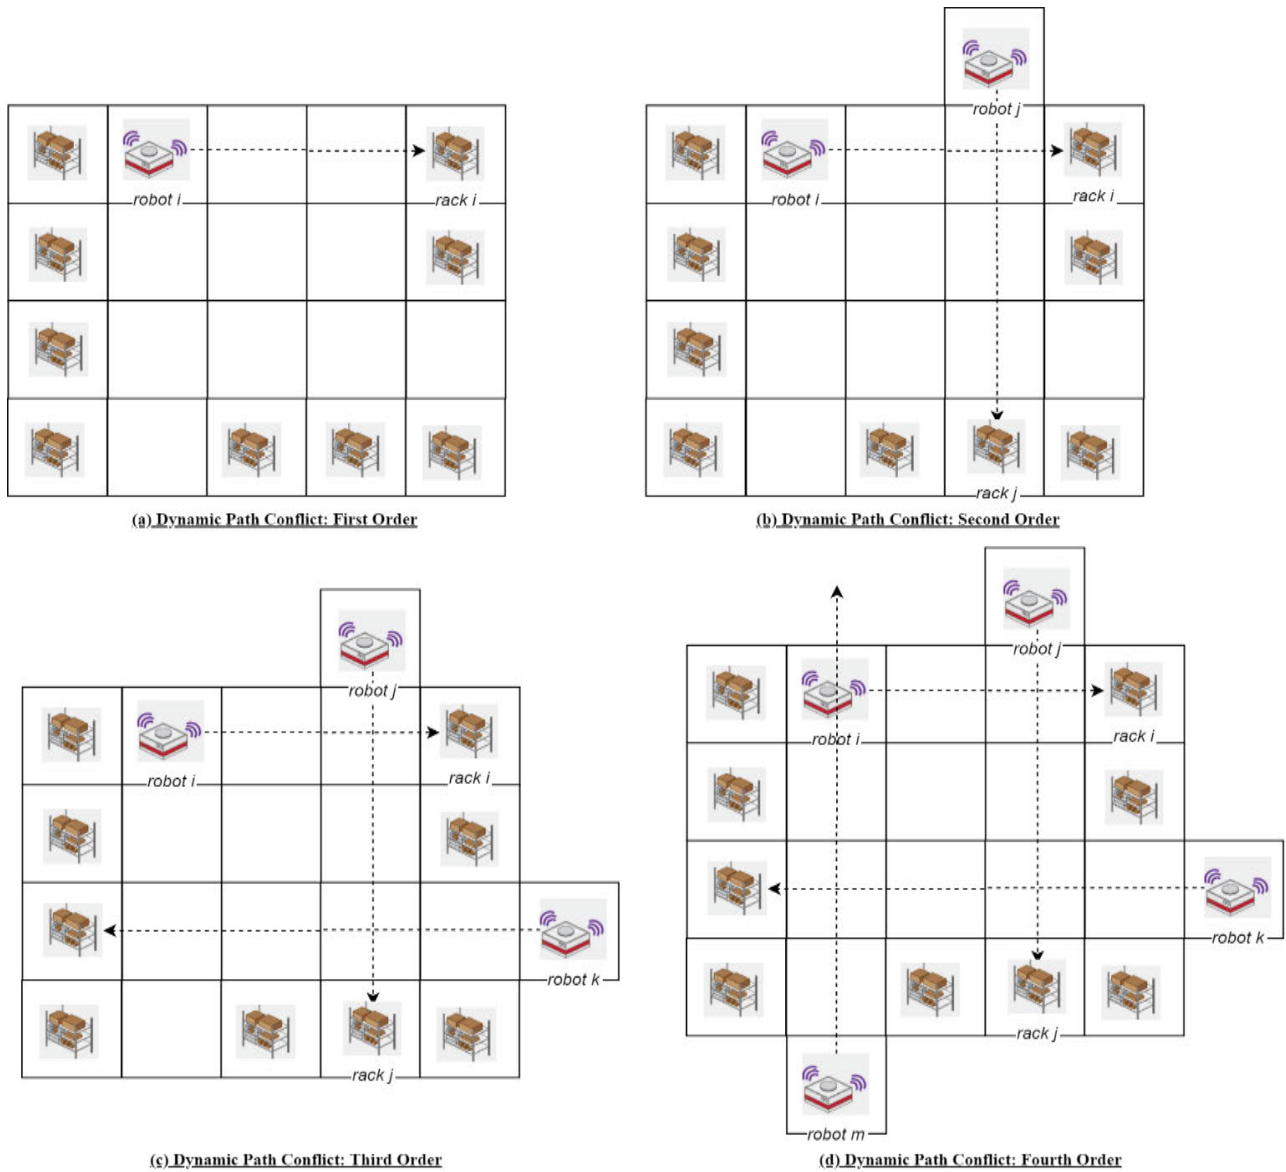 robot j
robot i
rack i
robot i
rack i
rack j
(a) Dynamic Path Conflict: First Order
(b) Dynamic Path Conflict: Second Order
robot j
robot i
rack i
robot k
rack j
robot j
robot i
rack i
robot k
rack j
robot m
(c) Dynamic Path Conflict: Third Order
(d) Dynamic Path Conflict: Fourth Order